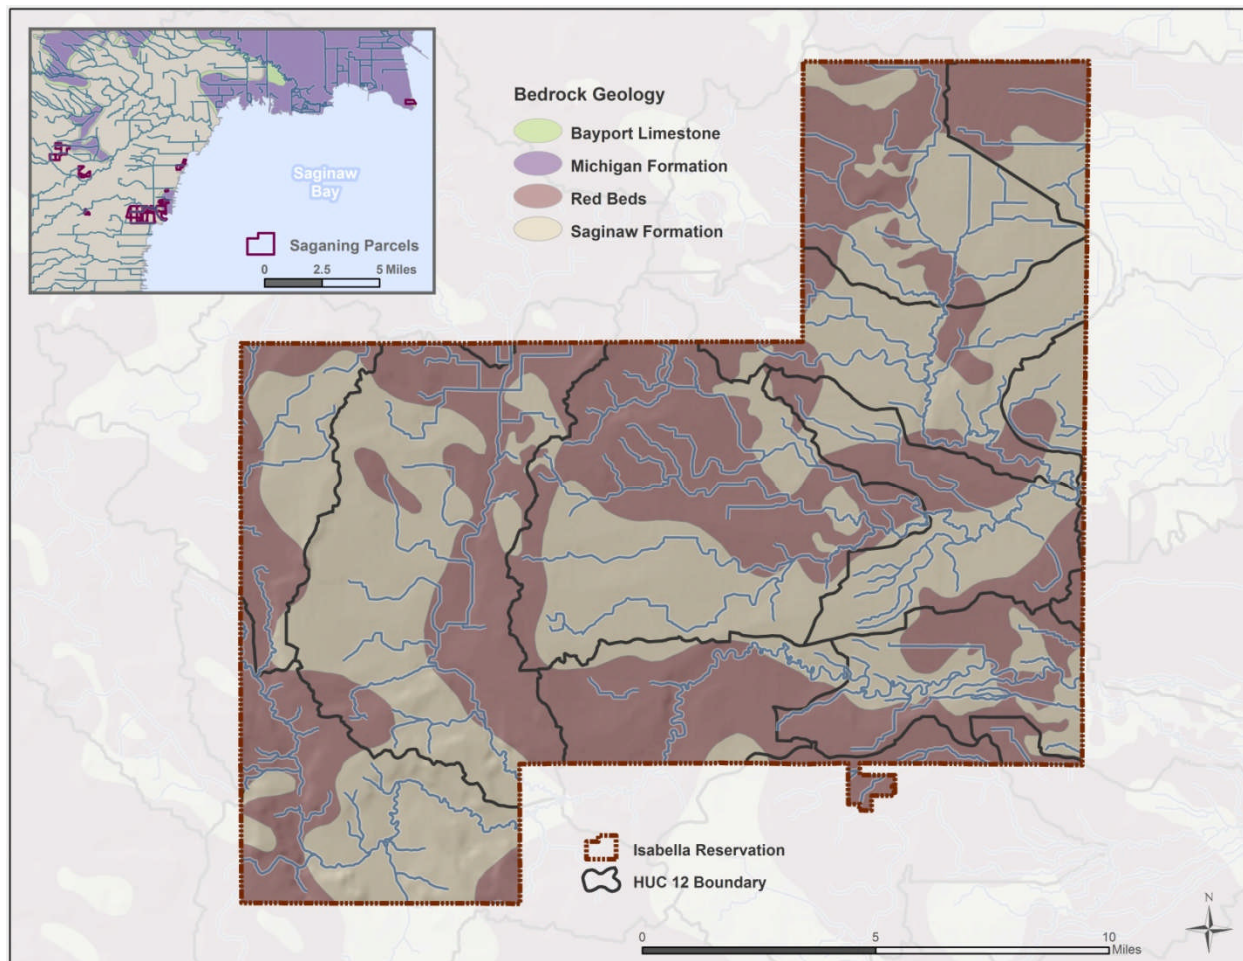 Saginaw
Bay
Saganing Parcels
0 2.5 5 Miles
Bedrock Geology
Bayport Limestone
Michigan Formation
Red Beds
Saginaw Formation
Isabella Reservation
HUC 12 Boundary
N
0 5 10
Miles